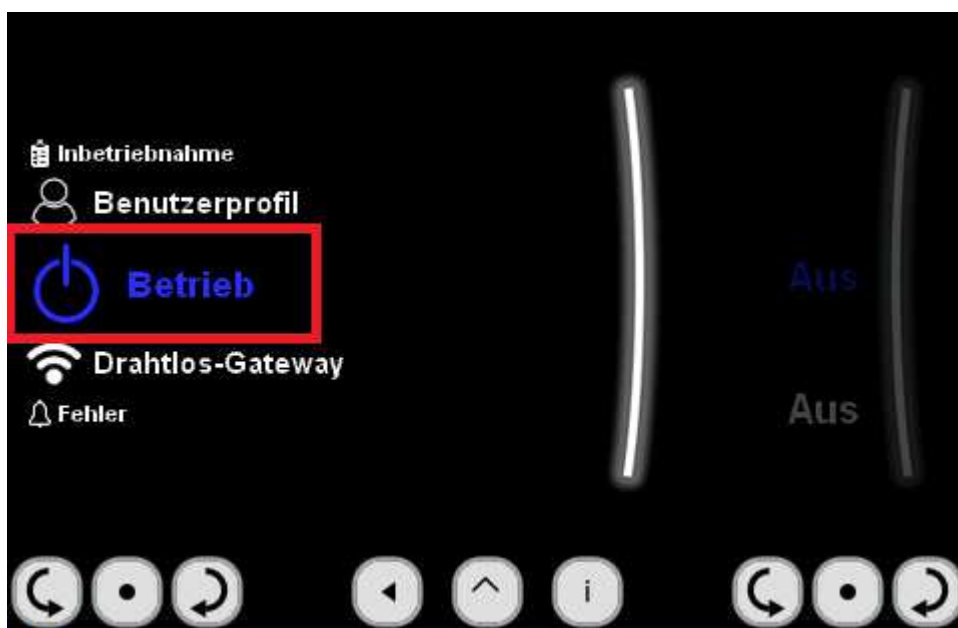 Inbetriebnahme
Benutzerprofil
Betrieb
Aus
Drahtlos-Gateway
Aus
Fehler
i